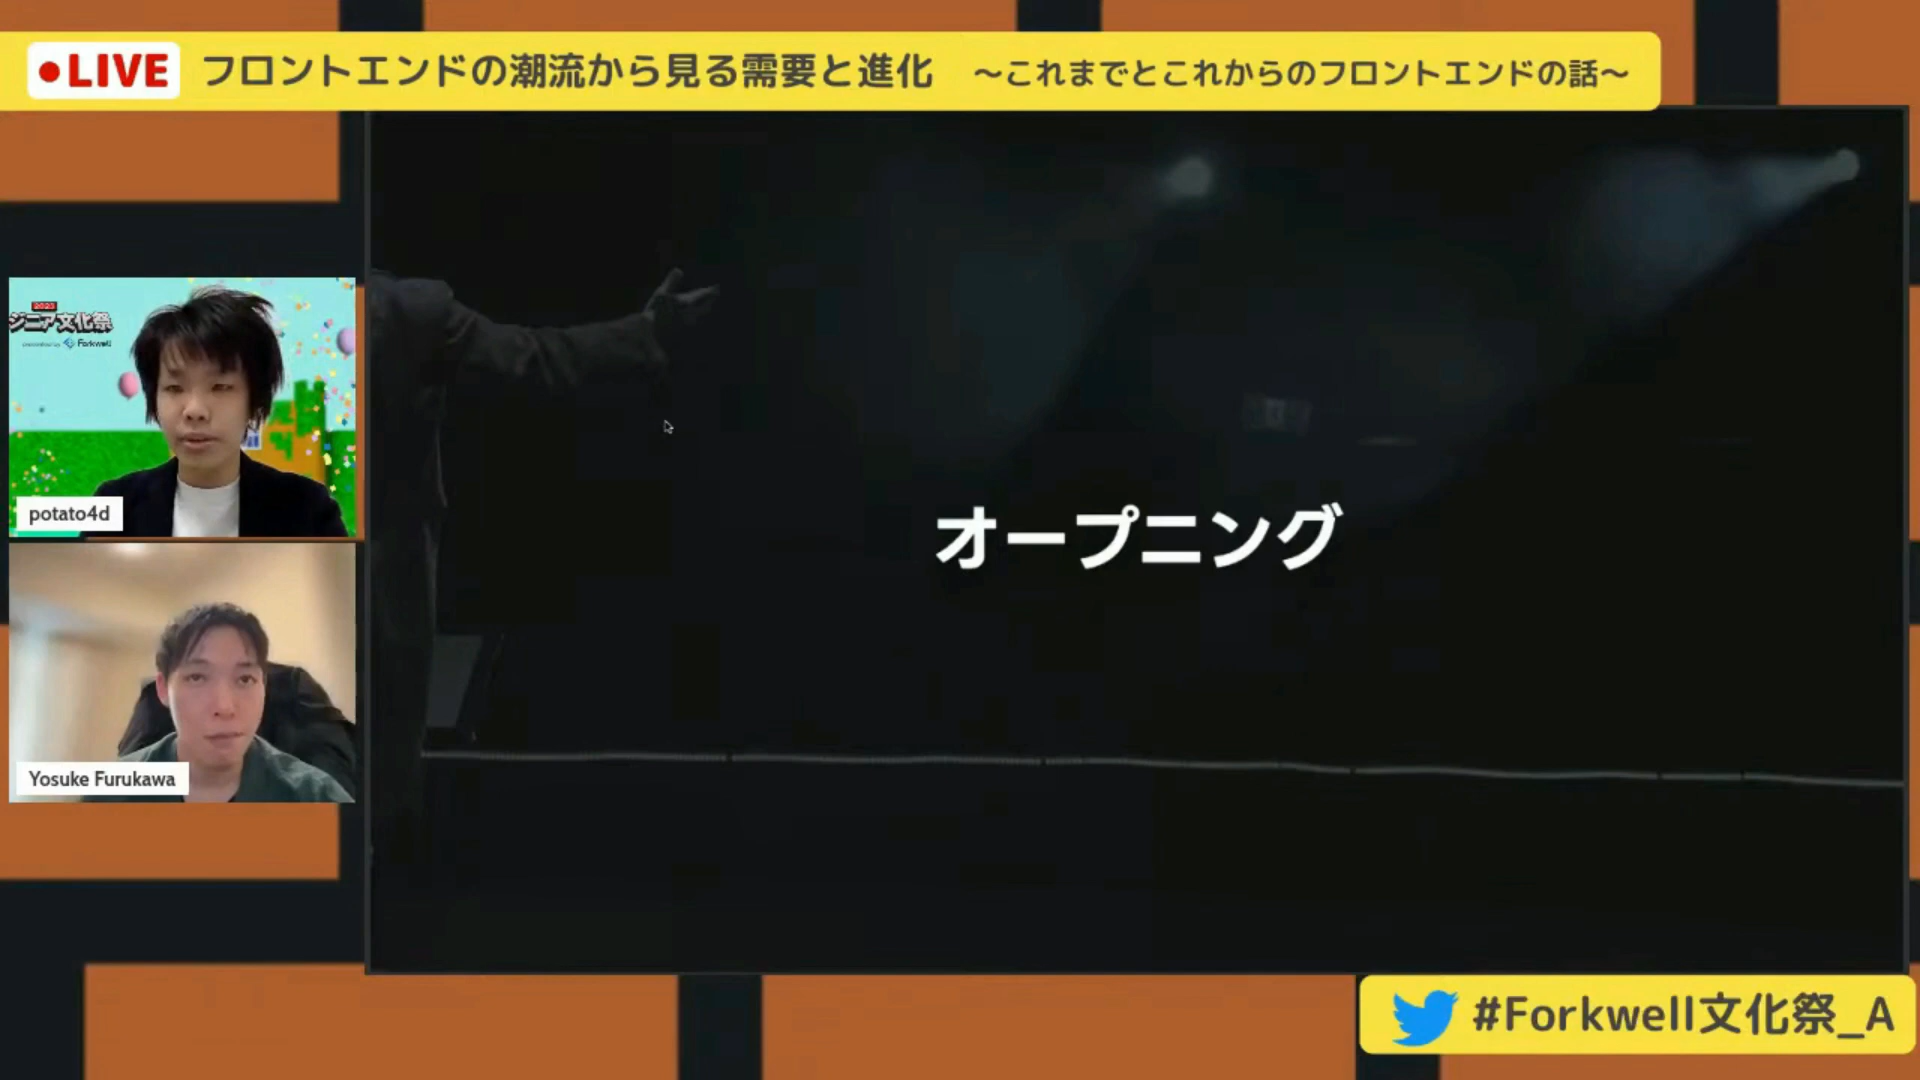 LIVE フロントエンドの潮流から見る需要と進化 〜これまでとこれからのフロントエンドの話〜
2023
ジニア文化祭
Forkwell
potato4d
オープニング
Yosuke Furukawa
#Forkwell文化祭_A